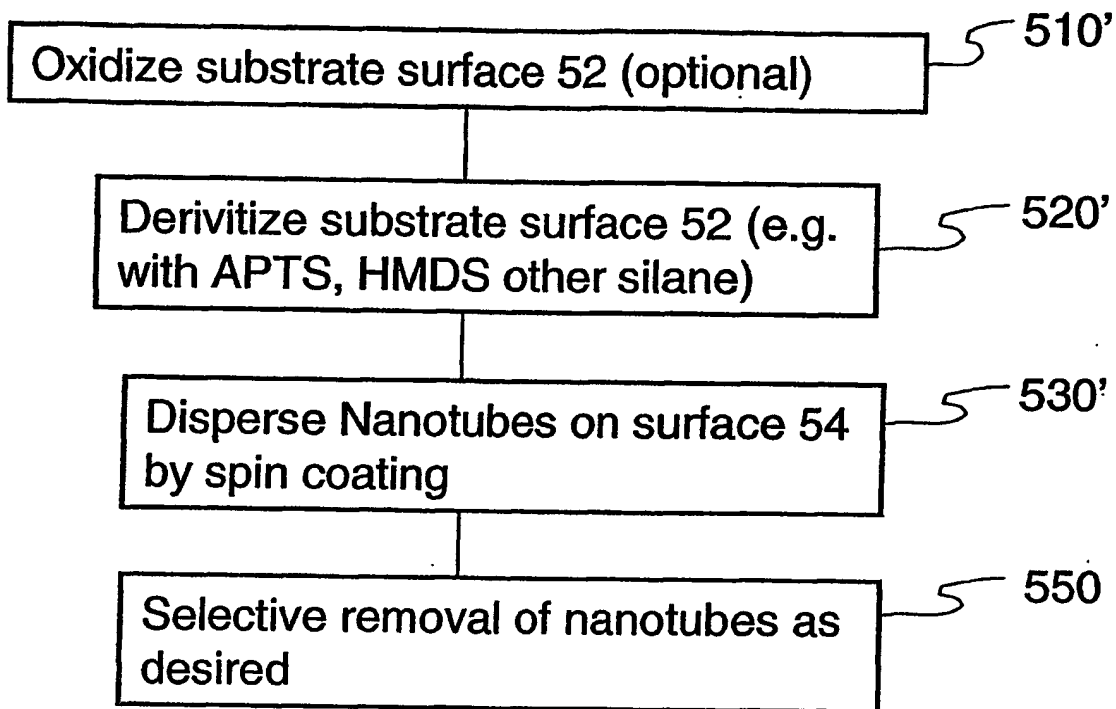 510'
Oxidize substrate surface 52 (optional)
520'
Derivitize substrate surface 52 (e.g.
with APTS, HMDS other silane)
530'
Disperse Nanotubes on surface 54
by spin coating
550
Selective removal of nanotubes as
desired